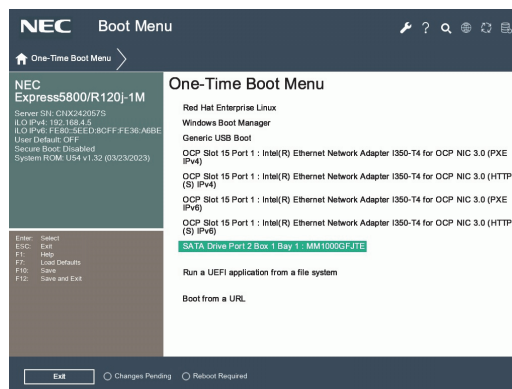 NEC Boot Menu
One-Time Boot Menu
NEC
Express5800/R120j-1M
Server SN: CNX242057S
iLO IPv4: 192.168.4.5
iLO IPv6: FE80::5EED:8CFF:FE36:A6BE
User Default: OFF
Secure Boot: Disabled
System ROM: U54 v1.32 (03/23/2023)
Enter: Select
ESC: Exit
F1: Help
F7: Load Defaults
F10: Save
F12: Save and Exit
One-Time Boot Menu
Red Hat Enterprise Linux
Windows Boot Manager
Generic USB Boot
OCP Slot 15 Port 1 : Intel(R) Ethernet Network Adapter I350-T4 for OCP NIC 3.0 (PXE
IPv4)
OCP Slot 15 Port 1 : Intel(R) Ethernet Network Adapter I350-T4 for OCP NIC 3.0 (HTTP
(S) IPv4)
OCP Slot 15 Port 1 : Intel(R) Ethernet Network Adapter I350-T4 for OCP NIC 3.0 (PXE
IPv6)
OCP Slot 15 Port 1 : Intel(R) Ethernet Network Adapter I350-T4 for OCP NIC 3.0 (HTTP
(S) IPv6)
SATA Drive Port 2 Box 1 Bay 1 : MM1000GFJTE
Run a UEFI application from a file system
Boot from a URL
Exit
Changes Pending
Reboot Required